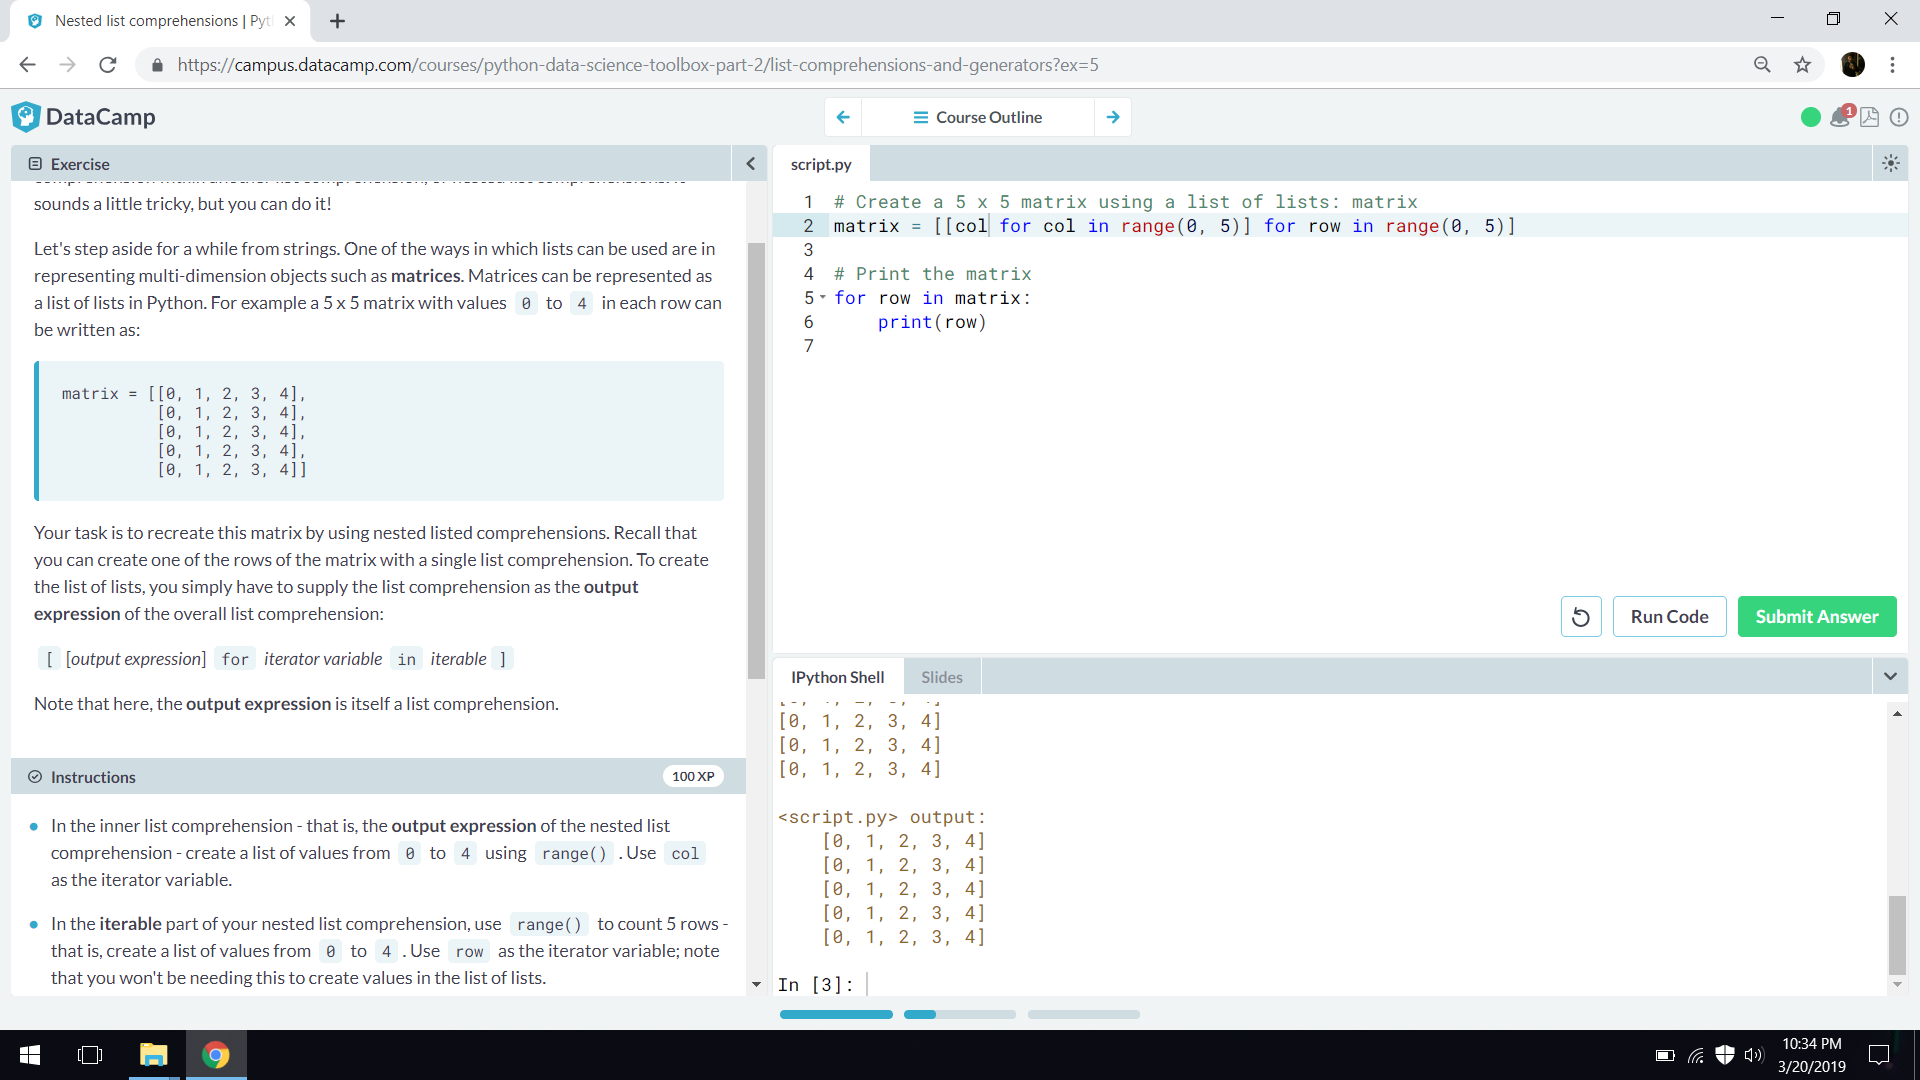 Nested list comprehensions | Pyt
https://campus.datacamp.com/courses/python-data-science-toolbox-part-2/list-comprehensions-and-generators?ex=5
DataCamp
Course Outline
1
Exercise
sounds a little tricky, but you can do it!
Let's step aside for a while from strings. One of the ways in which lists can be used are in
representing multi-dimension objects such as matrices. Matrices can be represented as
a list of lists in Python. For example a 5 x 5 matrix with values 0 to 4 in each row can
be written as:
matrix = [[0, 1, 2, 3, 4],
[0, 1, 2, 3, 4],
[0, 1, 2, 3, 4],
[0, 1, 2, 3, 4],
[0, 1, 2, 3, 4]]
Your task is to recreate this matrix by using nested listed comprehensions. Recall that
you can create one of the rows of the matrix with a single list comprehension. To create
the list of lists, you simply have to supply the list comprehension as the output
expression of the overall list comprehension:
[ [output expression] for iterator variable in iterable ]
Note that here, the output expression is itself a list comprehension.
Instructions
100 XP
• In the inner list comprehension - that is, the output expression of the nested list
comprehension - create a list of values from 0 to 4 using range() . Use col
as the iterator variable.
• In the iterable part of your nested list comprehension, use range() to count 5 rows -
that is, create a list of values from 0 to 4 . Use row as the iterator variable; note
that you won't be needing this to create values in the list of lists.
script.py
1 # Create a 5 x 5 matrix using a list of lists: matrix
2 matrix = [[col for col in range(0, 5)] for row in range(0, 5)]
3
4 # Print the matrix
5 for row in matrix:
6 print(row)
7
Run Code
Submit Answer
IPython Shell
Slides
[0, 1, 2, 3, 4]
[0, 1, 2, 3, 4]
[0, 1, 2, 3, 4]
<script.py> output:
[0, 1, 2, 3, 4]
[0, 1, 2, 3, 4]
[0, 1, 2, 3, 4]
[0, 1, 2, 3, 4]
[0, 1, 2, 3, 4]
In [3]:
10:34 PM
3/20/2019